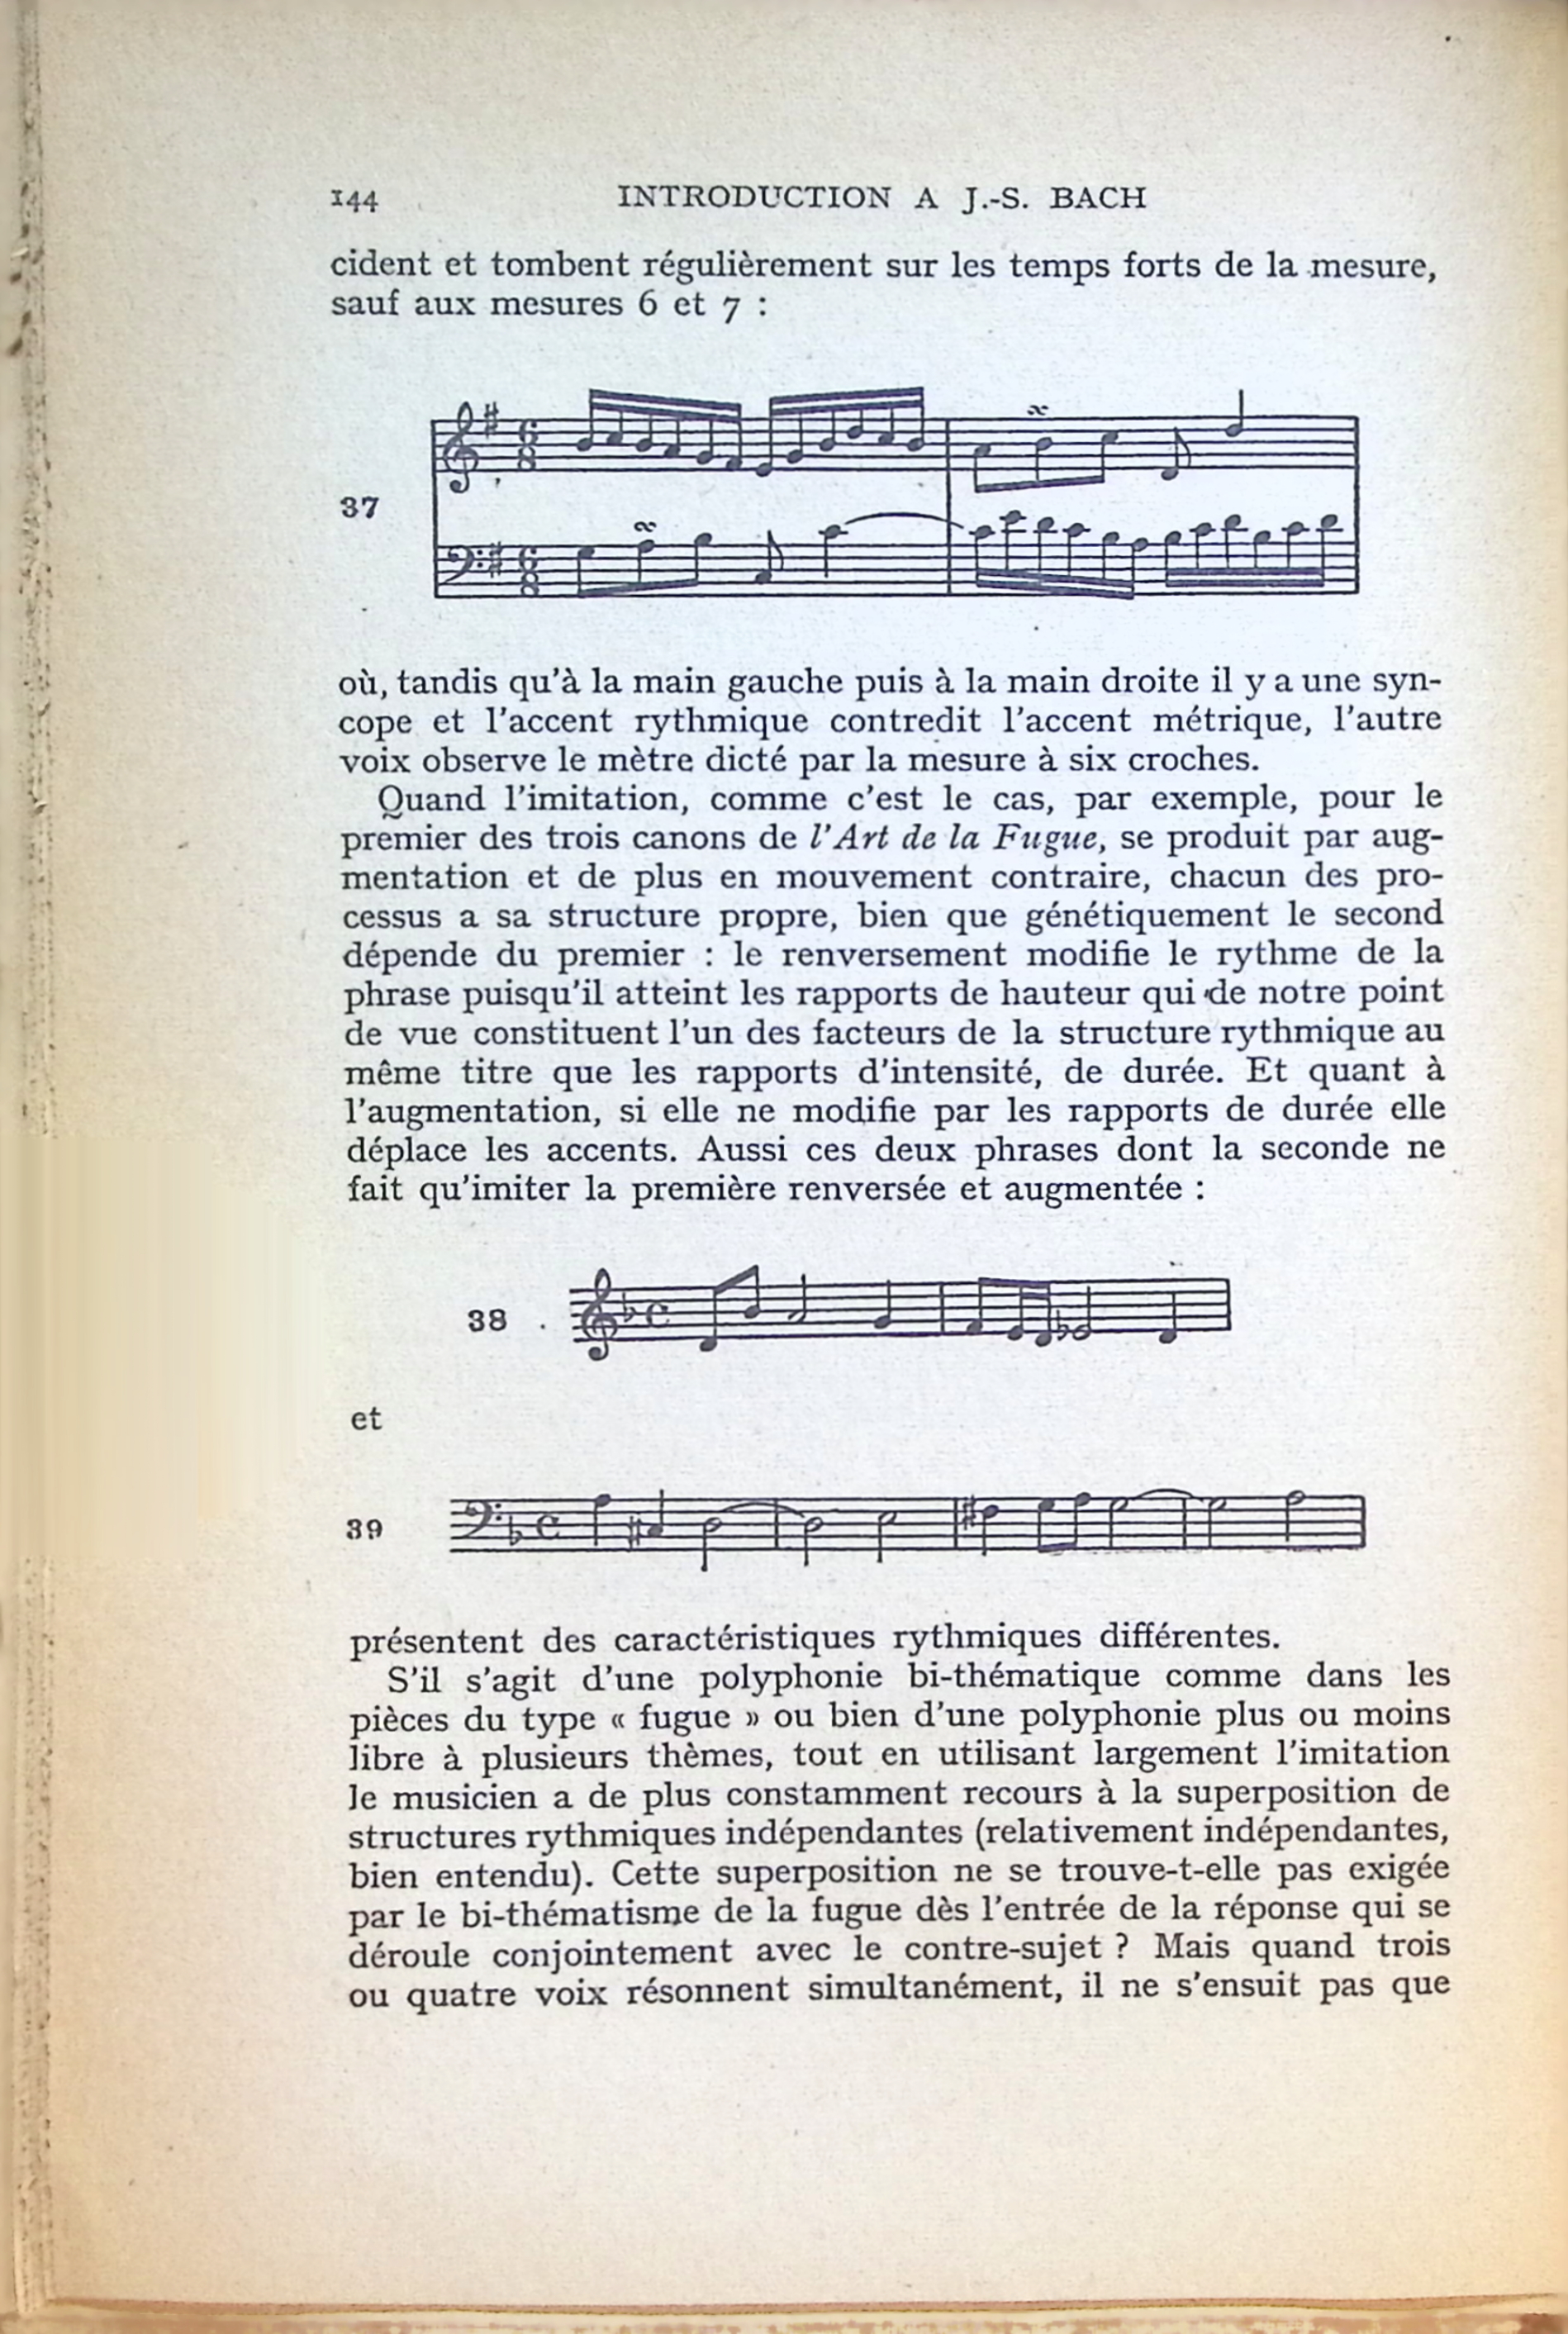 144 INTRODUCTION A J.-S. BACH
cident et tombent régulièrement sur les temps forts de la mesure,
sauf aux mesures 6 et 7 :
37
où, tandis qu'à la main gauche puis à la main droite il y a une syn-
cope et l'accent rythmique contredit l'accent métrique, l'autre
voix observe le mètre dicté par la mesure à six croches.
Quand l'imitation, comme c'est le cas, par exemple, pour le
premier des trois canons de l'Art de la Fugue, se produit par aug-
mentation et de plus en mouvement contraire, chacun des pro-
cessus a sa structure propre, bien que génétiquement le second
dépende du premier : le renversement modifie le rythme de la
phrase puisqu'il atteint les rapports de hauteur qui de notre point
de vue constituent l'un des facteurs de la structure rythmique au
même titre que les rapports d'intensité, de durée. Et quant à
l'augmentation, si elle ne modifie par les rapports de durée elle
déplace les accents. Aussi ces deux phrases dont la seconde ne
fait qu'imiter la première renversée et augmentée :
38
et
39
présentent des caractéristiques rythmiques différentes.
S'il s'agit d'une polyphonie bi-thématique comme dans les
pièces du type « fugue » ou bien d'une polyphonie plus ou moins
libre à plusieurs thèmes, tout en utilisant largement l'imitation
le musicien a de plus constamment recours à la superposition de
structures rythmiques indépendantes (relativement indépendantes,
bien entendu). Cette superposition ne se trouve-t-elle pas exigée
par le bi-thématisme de la fugue dès l'entrée de la réponse qui se
déroule conjointement avec le contre-sujet ? Mais quand trois
ou quatre voix résonnent simultanément, il ne s'ensuit pas que